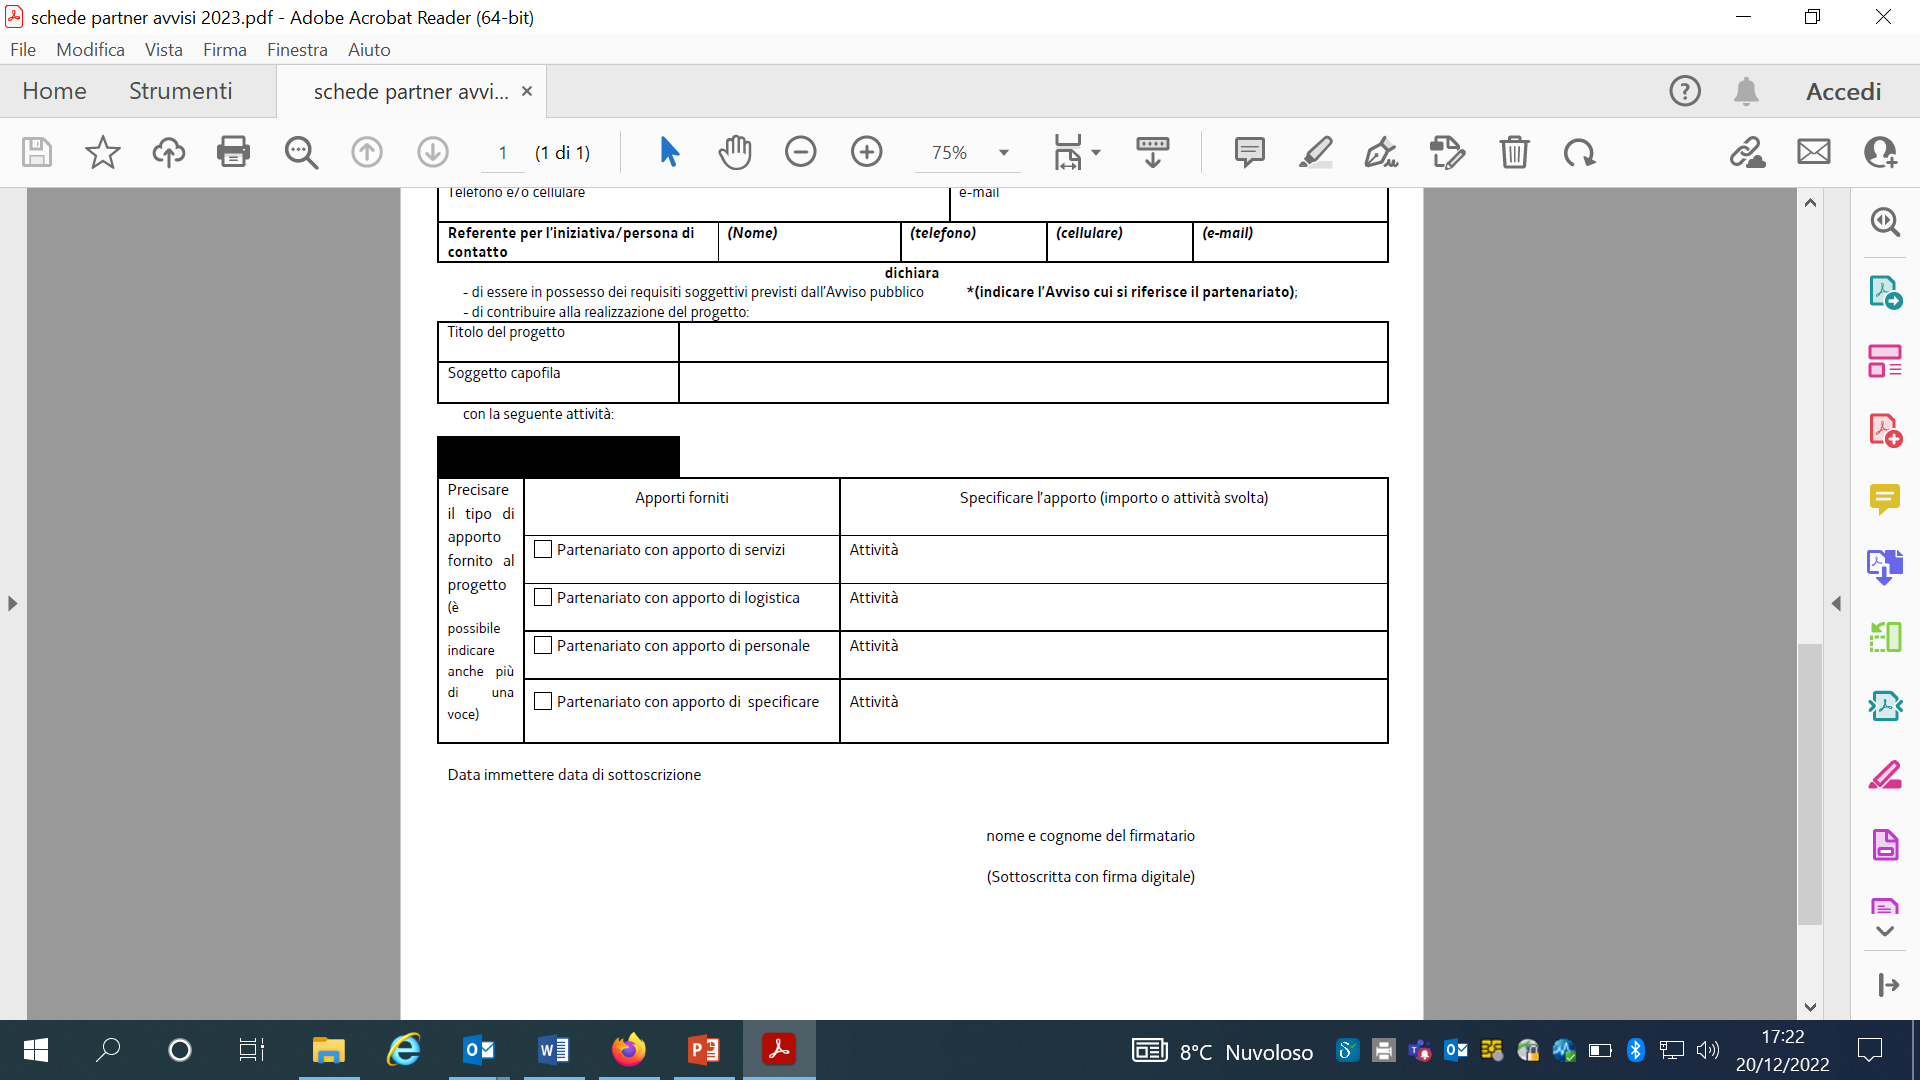 schede partner avvisi 2023.pdf - Adobe Acrobat Reader (64-bit)
File Modifica Vista Firma Finestra Aiuto
Home Strumenti schede partner avvi... × Accedi
1 (1 di 1) 75%
Telefono e/o cellulare e-mail
Referente per l'iniziativa/persona di contatto (Nome) (telefono) (cellulare) (e-mail)
dichiara
- di essere in possesso dei requisiti soggettivi previsti dall'Avviso pubblico *(indicare l'Avviso cui si riferisce il partenariato);
- di contribuire alla realizzazione del progetto:
Titolo del progetto
Soggetto capofila
con la seguente attività:
Precisare
il tipo di
apporto
fornito al
progetto
(è
possibile
indicare
anche più
di una
voce)
Apporti forniti Specificare l'apporto (importo o attività svolta)
Partenariato con apporto di servizi Attività
Partenariato con apporto di logistica Attività
Partenariato con apporto di personale Attività
Partenariato con apporto di specificare Attività
Data immettere data di sottoscrizione
nome e cognome del firmatario
(Sottoscritta con firma digitale)
8°C Nuvoloso
17:22
20/12/2022